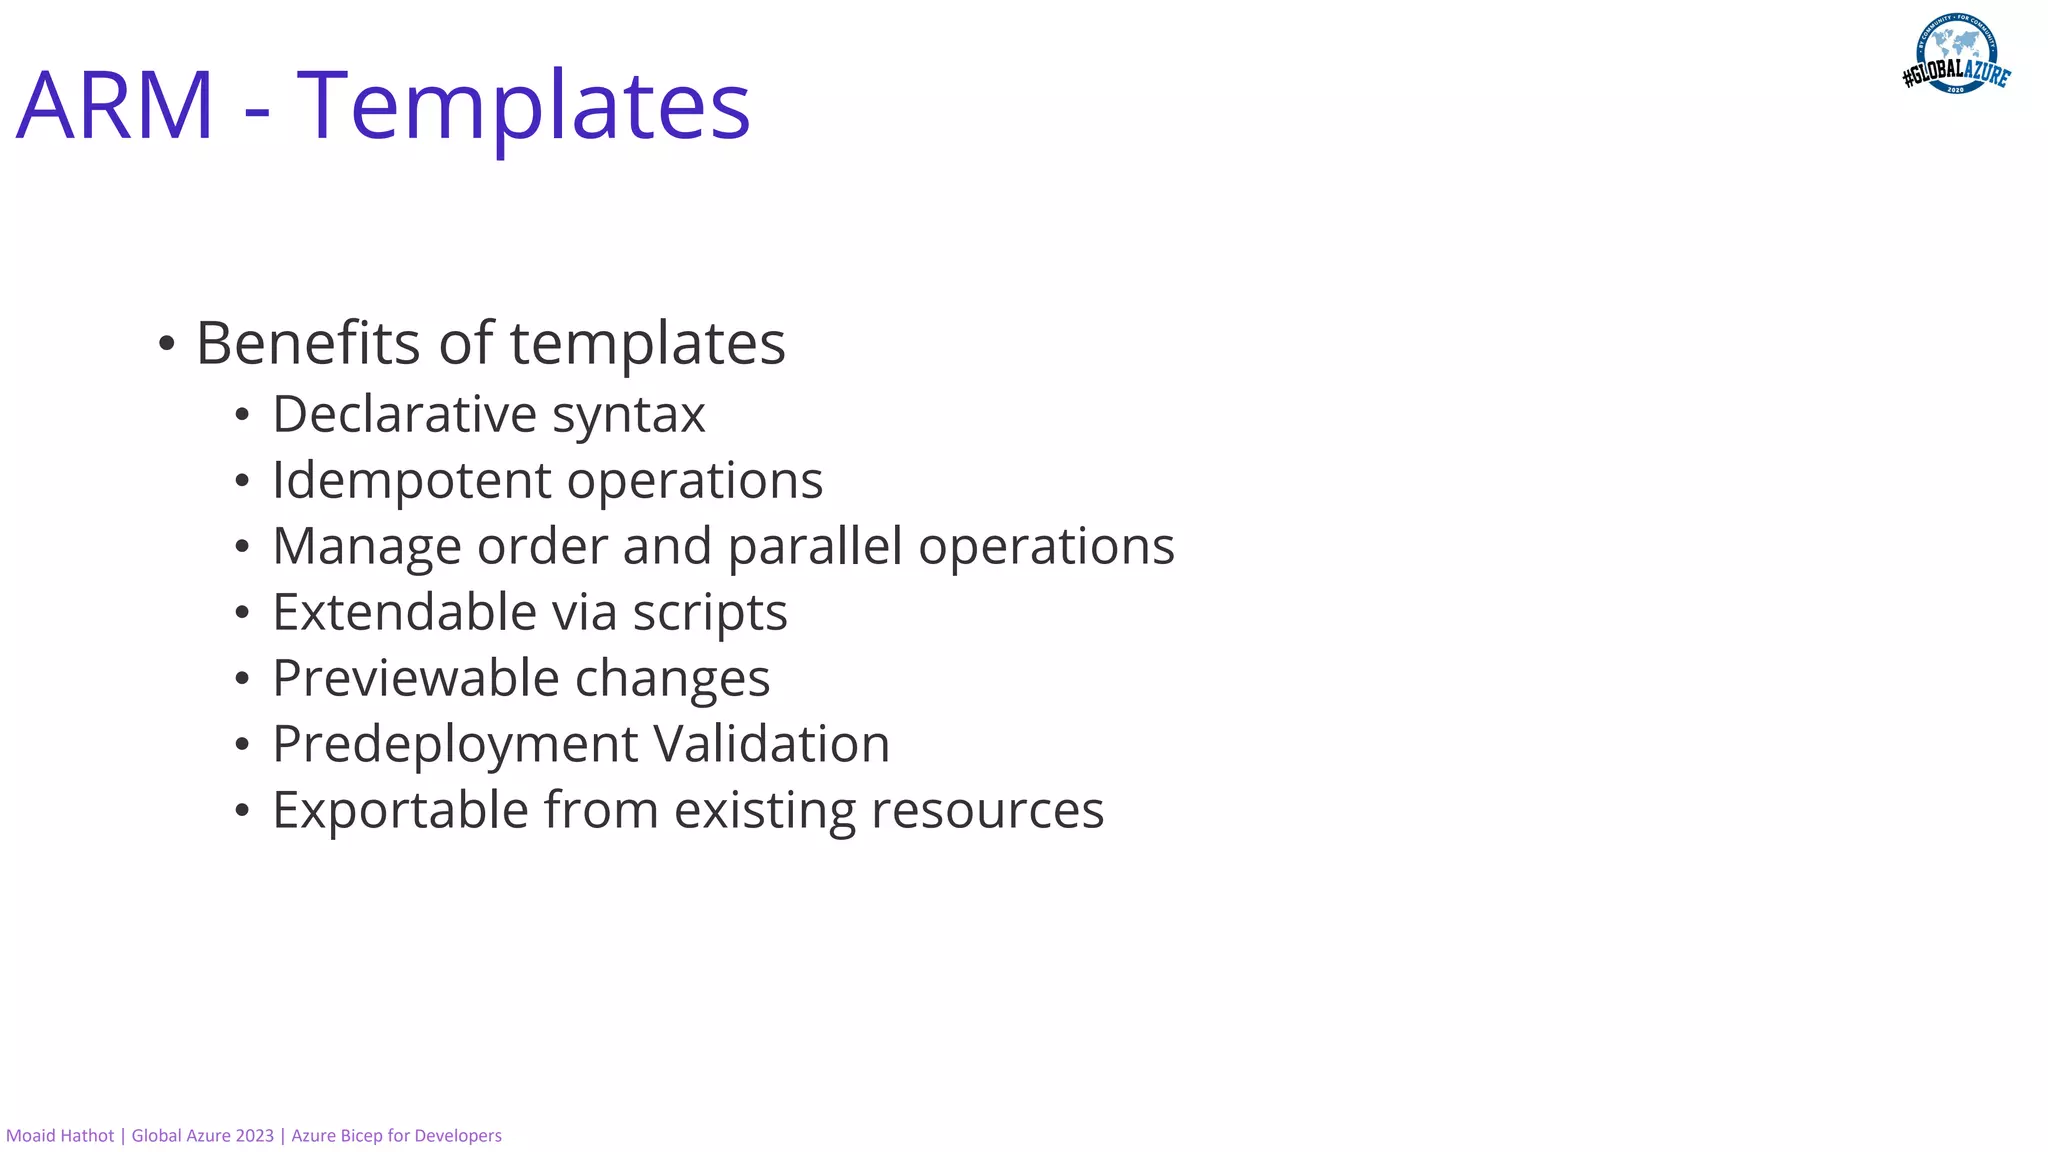 ARM - Templates
BY COMMUNITY • FOR COMMUNITY
#GLOBALAZURE
2020
• Benefits of templates
• Declarative syntax
• Idempotent operations
• Manage order and parallel operations
• Extendable via scripts
• Previewable changes
• Predeployment Validation
• Exportable from existing resources
Moaid Hathot | Global Azure 2023 | Azure Bicep for Developers